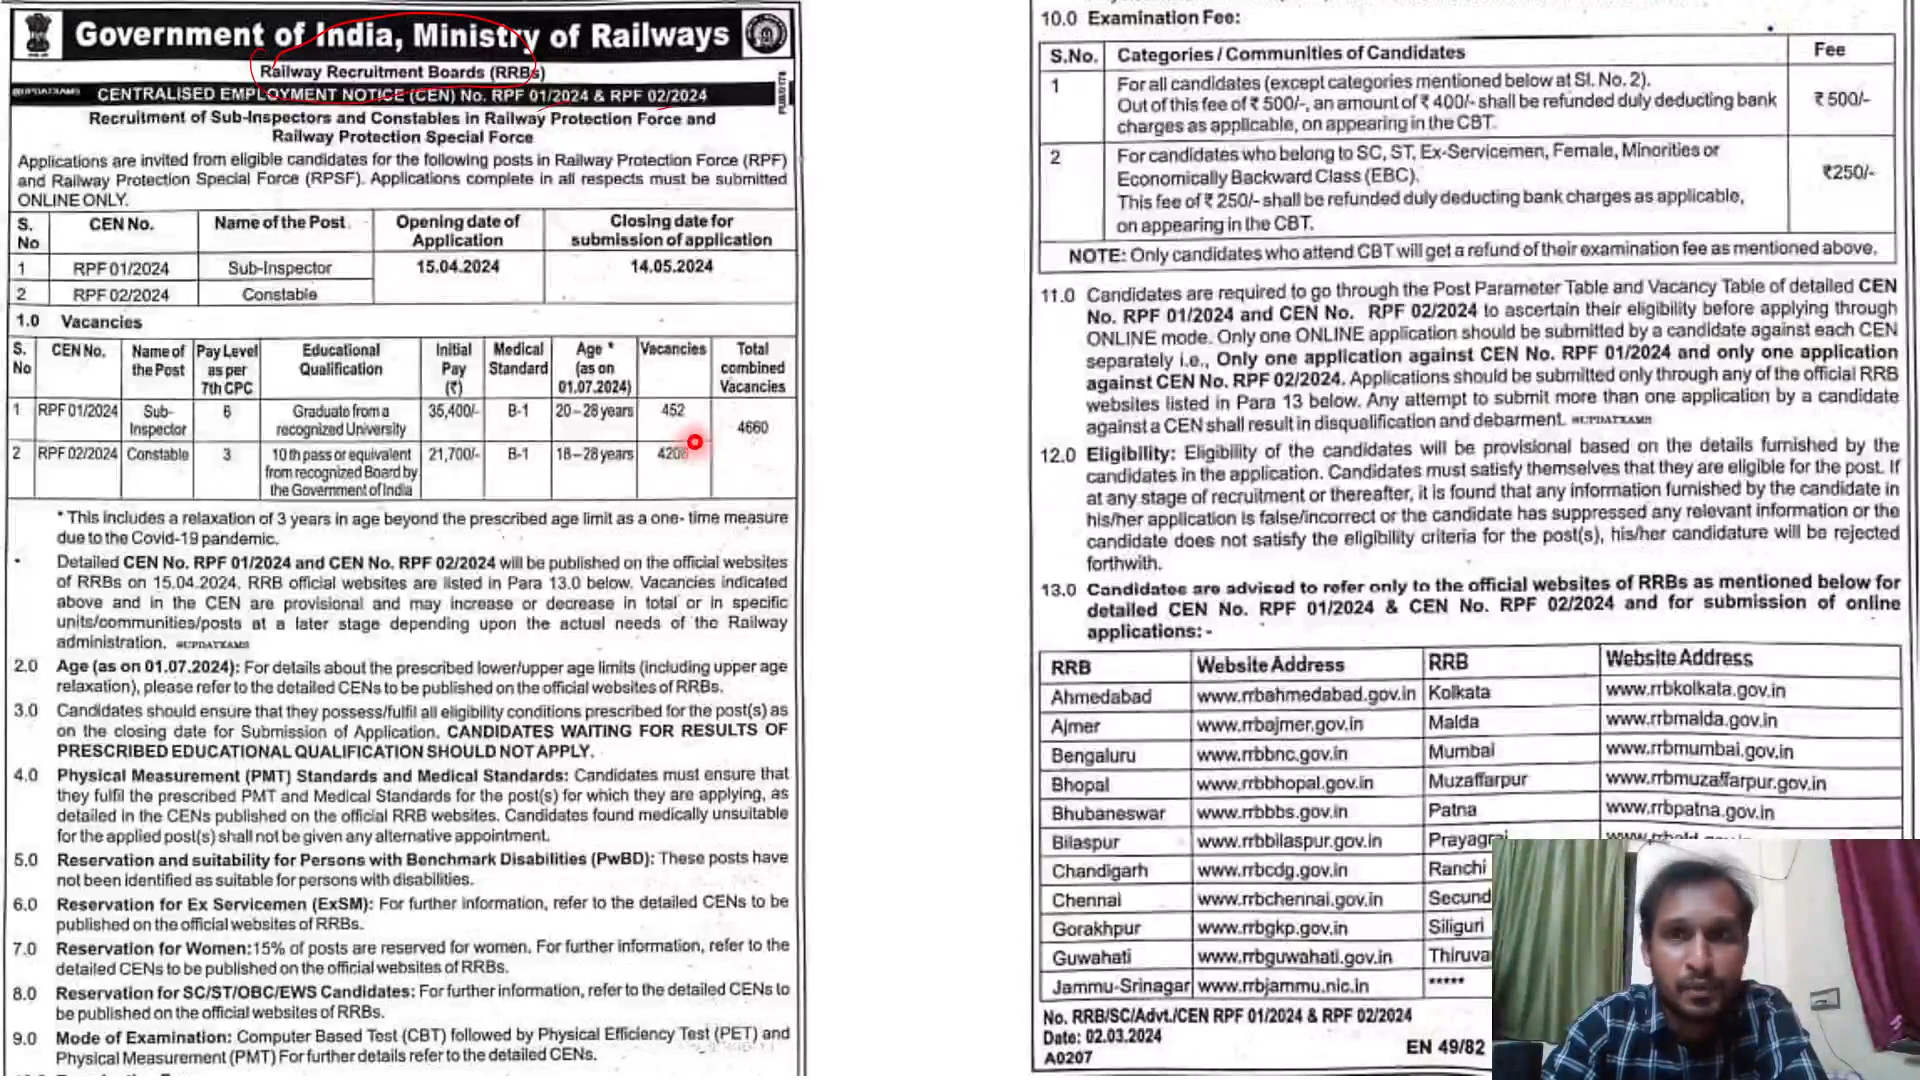 Government of India, Ministry of Railways
Railway Recruitment Boards (RRBs)
@UPDATEXAMS CENTRALISED EMPLOYMENT NOTICE (CEN) No. RPF 01/2024 & RPF 02/2024
Recruitment of Sub-Inspectors and Constables in Railway Protection Force and
Railway Protection Special Force
Applications are invited from eligible candidates for the following posts in Railway Protection Force (RPF)
and Railway Protection Special Force (RPSF). Applications complete in all respects must be submitted
ONLINE ONLY.
S. No CEN No. Name of the Post Opening date of Application Closing date for submission of application
1 RPF 01/2024 Sub-Inspector 15.04.2024 14.05.2024
2 RPF 02/2024 Constable
1.0 Vacancies
S. No CEN No. Name of the Post Pay Level as per 7th CPC Educational Qualification Initial Pay (₹) Medical Standard Age * (as on 01.07.2024) Vacancies Total combined Vacancies
1 RPF 01/2024 Sub-Inspector 6 Graduate from a recognized University 35,400/- B-1 20 – 28 years 452 4660
2 RPF 02/2024 Constable 3 10th pass or equivalent from recognized Board by the Government of India 21,700/- B-1 18 – 28 years 4208
* This includes a relaxation of 3 years in age beyond the prescribed age limit as a one- time measure
due to the Covid-19 pandemic.
• Detailed CEN No. RPF 01/2024 and CEN No. RPF 02/2024 will be published on the official websites
of RRBs on 15.04.2024. RRB official websites are listed in Para 13.0 below. Vacancies indicated
above and in the CEN are provisional and may increase or decrease in total or in specific
units/communities/posts at a later stage depending upon the actual needs of the Railway
administration. @UPDATEXAMS
2.0 Age (as on 01.07.2024): For details about the prescribed lower/upper age limits (including upper age
relaxation), please refer to the detailed CENs to be published on the official websites of RRBs.
3.0 Candidates should ensure that they possess/fulfil all eligibility conditions prescribed for the post(s) as
on the closing date for Submission of Application. CANDIDATES WAITING FOR RESULTS OF
PRESCRIBED EDUCATIONAL QUALIFICATION SHOULD NOT APPLY.
4.0 Physical Measurement (PMT) Standards and Medical Standards: Candidates must ensure that
they fulfil the prescribed PMT and Medical Standards for the post(s) for which they are applying, as
detailed in the CENs published on the official RRB websites. Candidates found medically unsuitable
for the applied post(s) shall not be given any alternative appointment.
5.0 Reservation and suitability for Persons with Benchmark Disabilities (PwBD): These posts have
not been identified as suitable for persons with disabilities.
6.0 Reservation for Ex Servicemen (ExSM): For further information, refer to the detailed CENs to be
published on the official websites of RRBs.
7.0 Reservation for Women: 15% of posts are reserved for women. For further information, refer to the
detailed CENs to be published on the official websites of RRBs.
8.0 Reservation for SC/ST/OBC/EWS Candidates: For further information, refer to the detailed CENs to
be published on the official websites of RRBs.
9.0 Mode of Examination: Computer Based Test (CBT) followed by Physical Efficiency Test (PET) and
Physical Measurement (PMT) For further details refer to the detailed CENs.
10.0 Examination Fee:
S.No. Categories / Communities of Candidates Fee
1 For all candidates (except categories mentioned below at Sl. No. 2). ₹ 500/-
Out of this fee of ₹ 500/-, an amount of ₹ 400/- shall be refunded duly deducting bank
charges as applicable, on appearing in the CBT.
2 For candidates who belong to SC, ST, Ex-Servicemen, Female, Minorities or ₹250/-
Economically Backward Class (EBC).
This fee of ₹ 250/- shall be refunded duly deducting bank charges as applicable,
on appearing in the CBT.
NOTE: Only candidates who attend CBT will get a refund of their examination fee as mentioned above.
11.0 Candidates are required to go through the Post Parameter Table and Vacancy Table of detailed CEN
No. RPF 01/2024 and CEN No. RPF 02/2024 to ascertain their eligibility before applying through
ONLINE mode. Only one ONLINE application should be submitted by a candidate against each CEN
separately i.e., Only one application against CEN No. RPF 01/2024 and only one application
against CEN No. RPF 02/2024. Applications should be submitted only through any of the official RRB
websites listed in Para 13 below. Any attempt to submit more than one application by a candidate
against a CEN shall result in disqualification and debarment. @UPDATEXAMS
12.0 Eligibility: Eligibility of the candidates will be provisional based on the details furnished by the
candidates in the application. Candidates must satisfy themselves that they are eligible for the post. If
at any stage of recruitment or thereafter, it is found that any information furnished by the candidate in
his/her application is false/incorrect or the candidate has suppressed any relevant information or the
candidate does not satisfy the eligibility criteria for the post(s), his/her candidature will be rejected
forthwith.
13.0 Candidates are advised to refer only to the official websites of RRBs as mentioned below for
detailed CEN No. RPF 01/2024 & CEN No. RPF 02/2024 and for submission of online
applications: -
RRB Website Address RRB Website Address
Ahmedabad www.rrbahmedabad.gov.in Kolkata www.rrbkolkata.gov.in
Ajmer www.rrbajmer.gov.in Malda www.rrbmalda.gov.in
Bengaluru www.rrbbnc.gov.in Mumbai www.rrbmumbai.gov.in
Bhopal www.rrbbhopal.gov.in Muzaffarpur www.rrbmuzaffarpur.gov.in
Bhubaneswar www.rrbbbs.gov.in Patna www.rrbpatna.gov.in
Bilaspur www.rrbbilaspur.gov.in Prayagraj
Chandigarh www.rrbcdg.gov.in Ranchi
Chennai www.rrbchennai.gov.in Secund
Gorakhpur www.rrbgkp.gov.in Siliguri
Guwahati www.rrbguwahati.gov.in Thiruva
Jammu-Srinagar www.rrbjammu.nic.in *****
No. RRB/SC/Advt./CEN RPF 01/2024 & RPF 02/2024
Date: 02.03.2024
A0207 EN 49/82